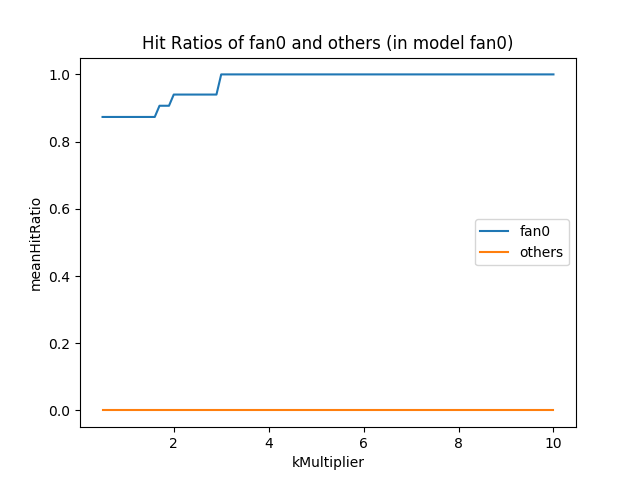 Hit Ratios of fan0 and others (in model fan0)
meanHitRatio
1.0
0.8
0.6
0.4
0.2
0.0
fan0
others
2 4 6 8 10
kMultiplier